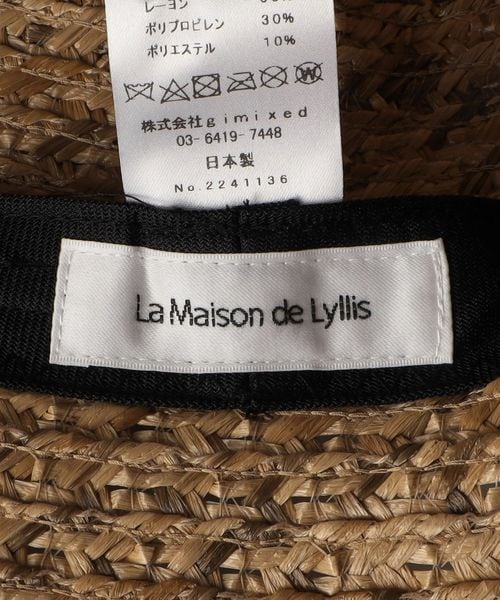 レーヨン
ポリプロピレン 30%
ポリエステル 10%
株式会社gimixed
03-6419-7448
日本製
No.2241136
La Maison de Lyllis